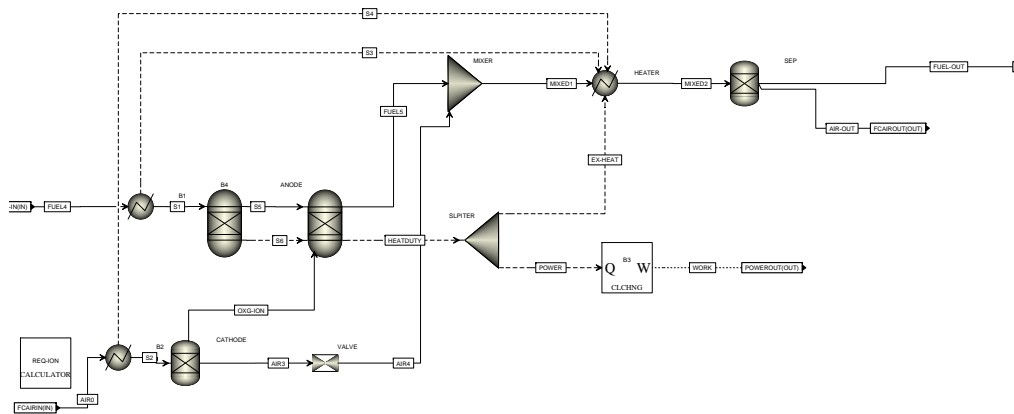 S4
S3
MIXER
SEP
HEATER
FUEL-OUT
MIXED1
MIXED2
FUEL5
AIR-OUT
FCAIROUT(OUT)
EX-HEAT
B4
ANODE
B1
-IN(IN)
FUEL4
S1
S5
SLPITER
S6
HEATDUTY
B3
Q W
CLCHNG
POWER
WORK
POWEROUT(OUT)
OXG-ION
CATHODE
VALVE
REQ-ION
CALCULATOR
B2
S2
AIR3
AIR4
AIR0
FCAIRIN(IN)